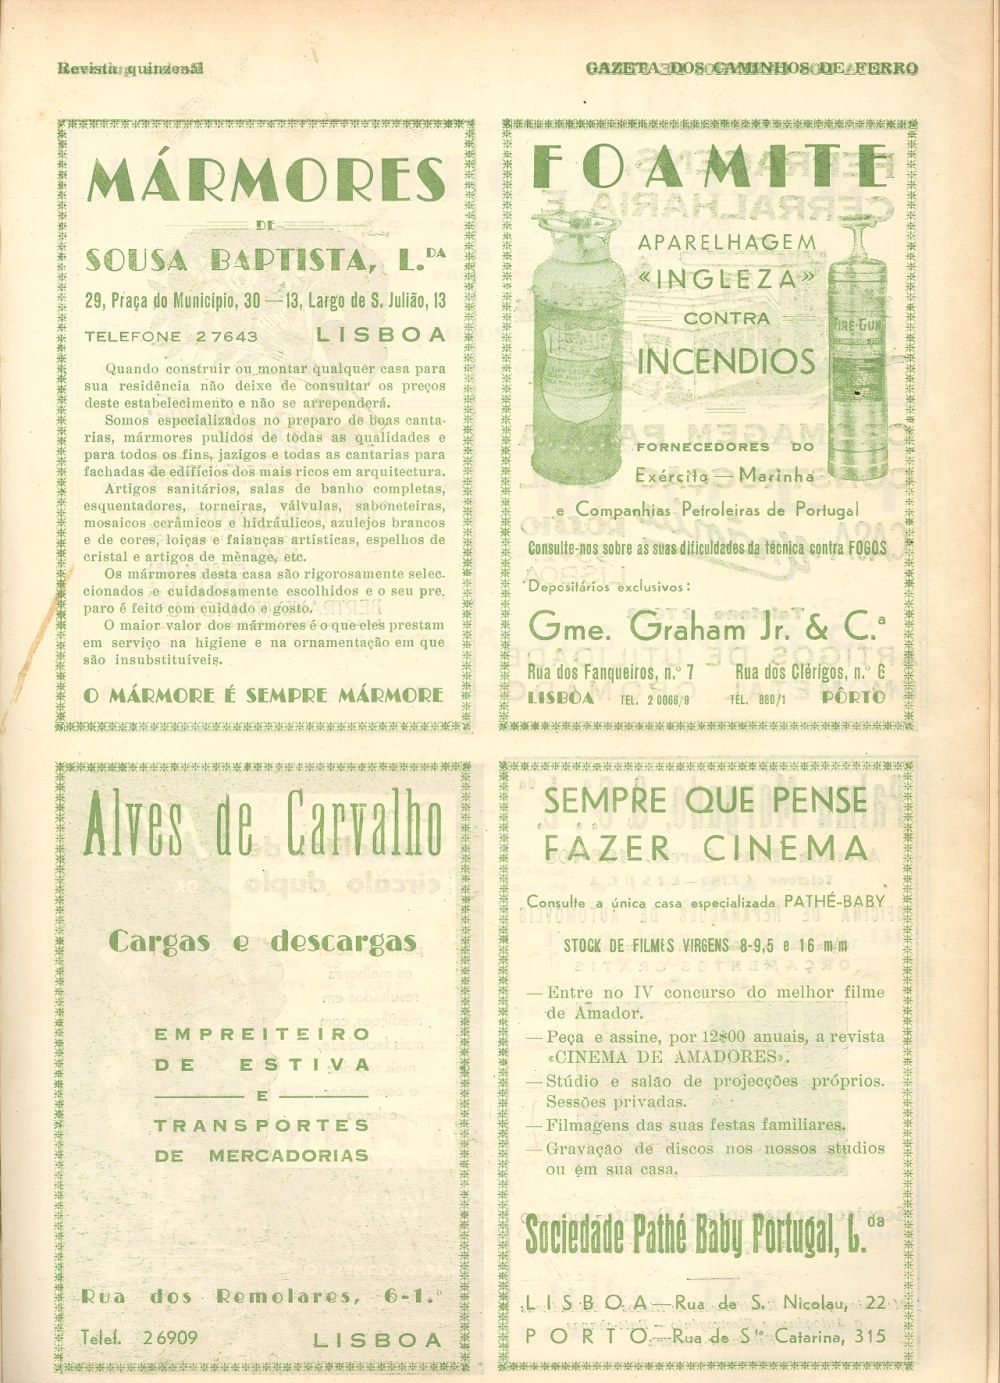 Revista quinzenal
GAZETA DOS CAMINHOS DE FERRO
MÁRMORES
DE
SOUSA BAPTISTA, L.DA
29, Praça do Município, 30 — 13, Largo de S. Julião, 13
TELEFONE 27643 LISBOA
Quando construir ou montar qualquer casa para
sua residência não deixe de consultar os preços
deste estabelecimento e não se arrependerá.
Somos especializados no preparo de boas canta-
rias, mármores pulidos de tôdas as qualidades e
para todos os fins, jazigos e todas as cantarias para
fachadas de edifícios dos mais ricos em arquitectura.
Artigos sanitários, salas de banho completas,
esquentadores, torneiras, válvulas, saboneteiras,
mosaicos cerâmicos e hidráulicos, azulejos brancos
e de cores, loiças e faianças artísticas, espelhos de
cristal e artigos de mènage, etc.
Os mármores desta casa são rigorosamente selec-
cionados e cuidadosamente escolhidos e o seu pre.
paro é feito com cuidado e gosto.
O maior valor dos mármores é o que eles prestam
em serviço na higiene e na ornamentação em que
são insubstituíveis.
O MÁRMORE É SEMPRE MÁRMORE
FOAMITE
APARELHAGEM
«INGLEZA»
CONTRA
INCENDIOS
FIRE-GUN
FORNECEDORES DO
Exército — Marinha
e Companhias Petroleiras de Portugal
Consulte-nos sobre as suas dificuldades da técnica contra FOGOS
Depositários exclusivos:
Gme. Graham Jr. & C.ª
Rua dos Fanqueiros, n.º 7 Rua dos Clérigos, n.º 6
LISBOA TEL. 2 0066/9 TEL. 880/1 PÔRTO
Alves de Carvalho
Cargas e descargas
EMPREITEIRO
DE ESTIVA
— E —
TRANSPORTES
DE MERCADORIAS
Rua dos Remolares, 6-1.º
Telef. 26909 LISBOA
SEMPRE QUE PENSE
FAZER CINEMA
Consulte a única casa especializada PATHÉ-BABY
STOCK DE FILMES VIRGENS 8-9,5 e 16 m/m
— Entre no IV concurso do melhor filme
de Amador.
— Peça e assine, por 12$00 anuais, a revista
«CINEMA DE AMADORES».
— Stúdio e salão de projecções próprios.
Sessões privadas.
— Filmagens das suas festas familiares.
— Gravação de discos nos nossos studios
ou em sua casa.
Sociedade Pathé Baby Portugal, L.da
LISBOA — Rua de S. Nicolau, 22
PORTO — Rua de S.ta Catarina, 315